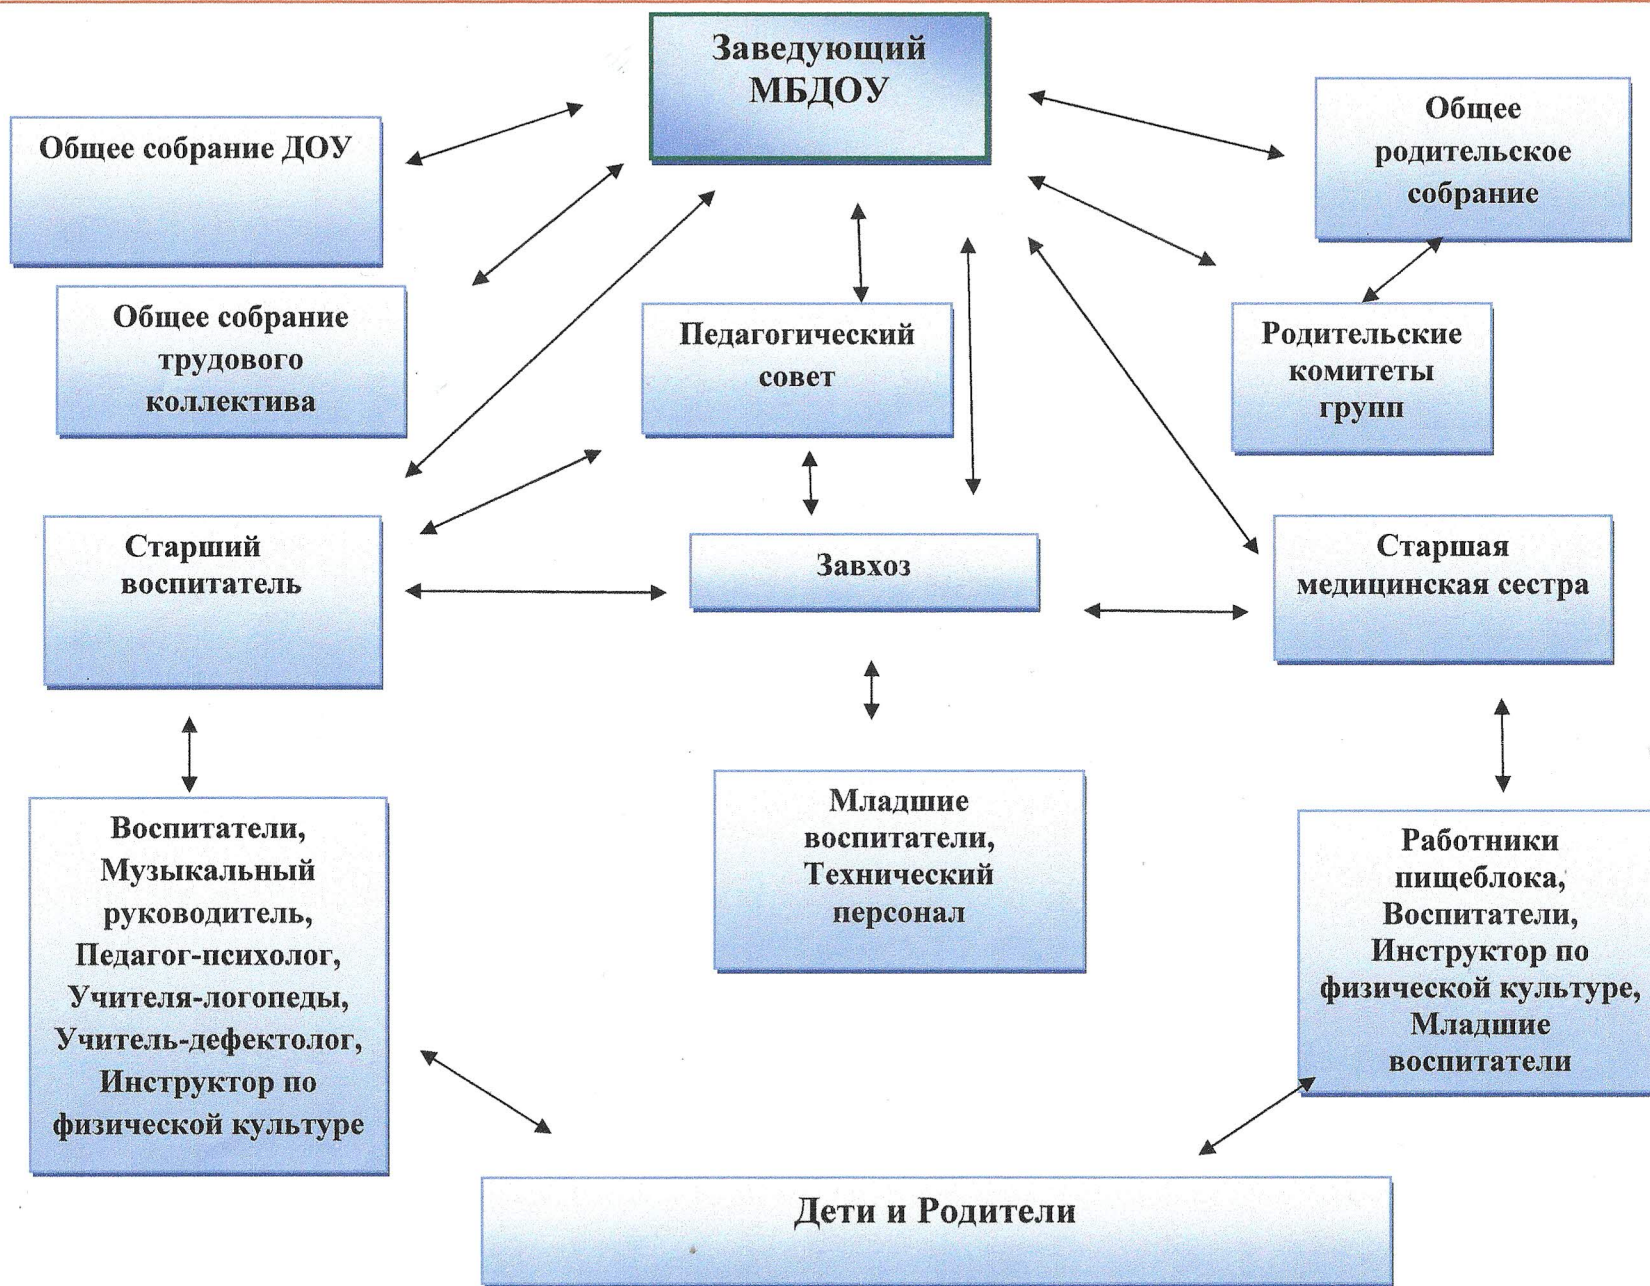 Заведующий
МБДОУ
Общее собрание ДОУ
Общее
родительское
собрание
Общее собрание
трудового
коллектива
Педагогический
совет
Родительские
комитеты
групп
Старший
воспитатель
Завхоз
Старшая
медицинская сестра
Воспитатели,
Музыкальный
руководитель,
Педагог-психолог,
Учителя-логопеды,
Учитель-дефектолог,
Инструктор по
физической культуре
Младшие
воспитатели,
Технический
персонал
Работники
пищеблока,
Воспитатели,
Инструктор по
физической культуре,
Младшие
воспитатели
Дети и Родители